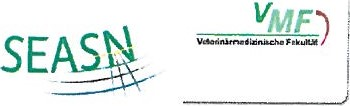 SEASN
VMF
Veterinärmedizinische Fakultät